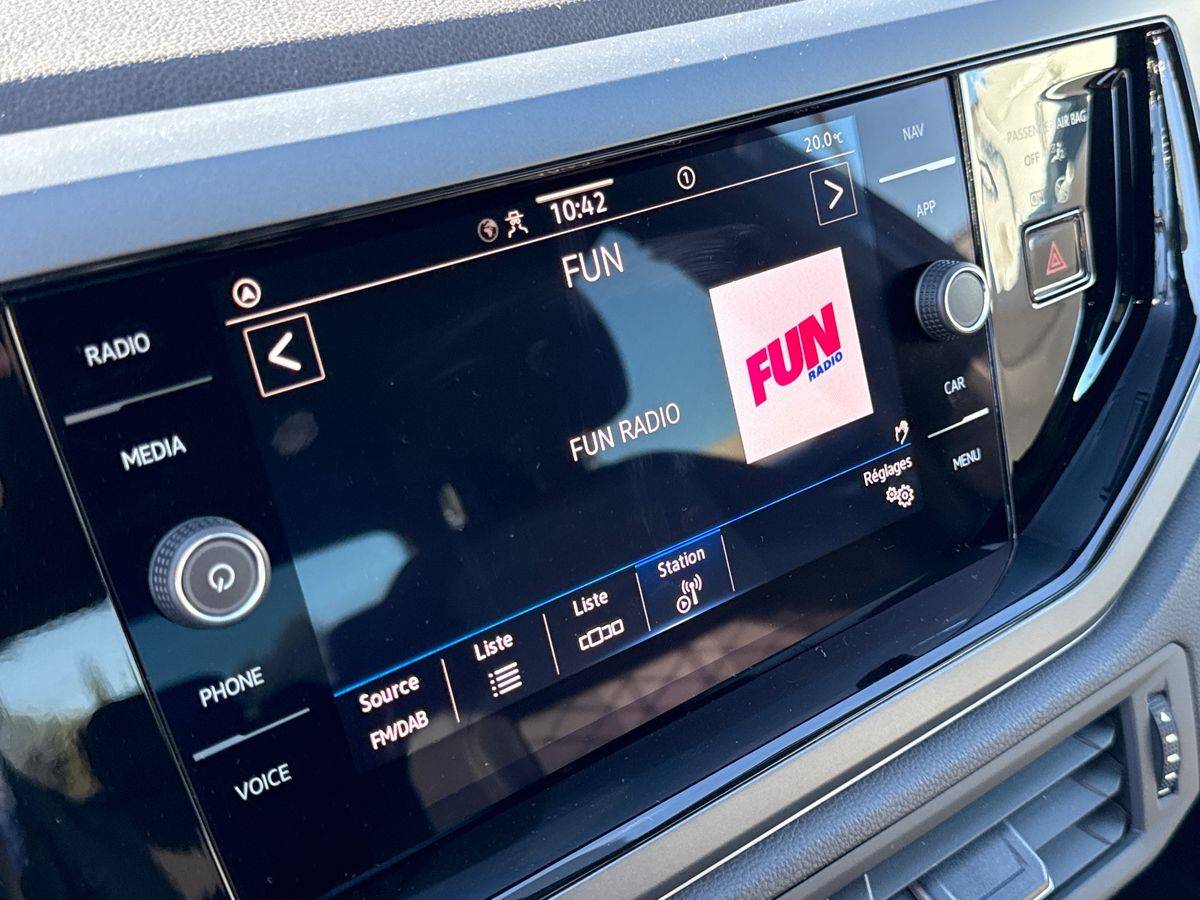 20.0°C
10:42
1
FUN
FUN RADIO
FUN
RADIO
RADIO
MEDIA
PHONE
VOICE
NAV
APP
CAR
MENU
Source
FM/DAB
Liste
Liste
Station
Réglages
PASSENGER AIR BAG
OFF
ON